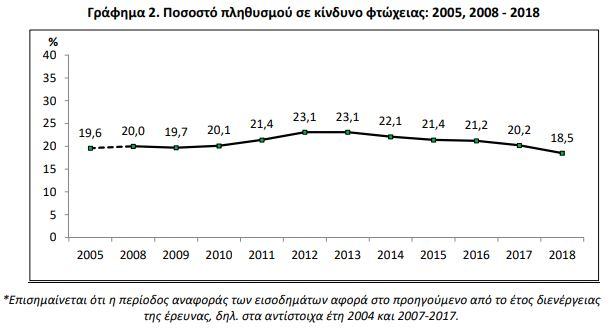 Γράφημα 2. Ποσοστό πληθυσμού σε κίνδυνο φτώχειας: 2005, 2008 - 2018
%
40
35
30
25
20
15
10
5
0
19,6 20,0 19,7 20,1 21,4 23,1 23,1 22,1 21,4 21,2 20,2 18,5
2005 2008 2009 2010 2011 2012 2013 2014 2015 2016 2017 2018
*Επισημαίνεται ότι η περίοδος αναφοράς των εισοδημάτων αφορά στο προηγούμενο από το έτος διενέργειας
της έρευνας, δηλ. στα αντίστοιχα έτη 2004 και 2007-2017.